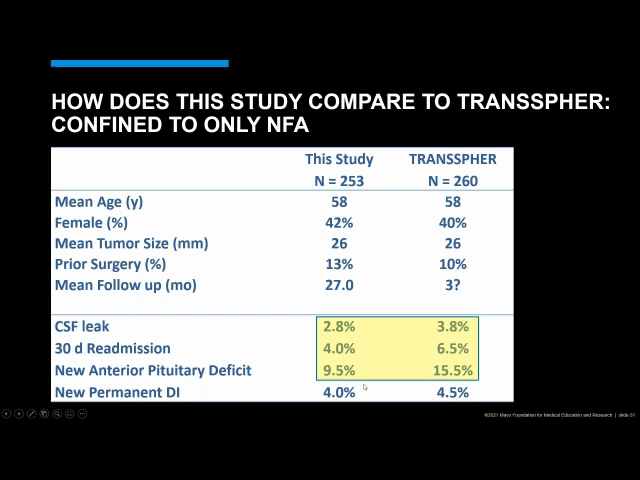 HOW DOES THIS STUDY COMPARE TO TRANSSPHER:
CONFINED TO ONLY NFA
This Study TRANSSPHER
N = 253 N = 260
Mean Age (y) 58 58
Female (%) 42% 40%
Mean Tumor Size (mm) 26 26
Prior Surgery (%) 13% 10%
Mean Follow up (mo) 27.0 3?
CSF leak 2.8% 3.8%
30 d Readmission 4.0% 6.5%
New Anterior Pituitary Deficit 9.5% 15.5%
New Permanent DI 4.0% 4.5%
©2021 Mayo Foundation for Medical Education and Research | slide-31